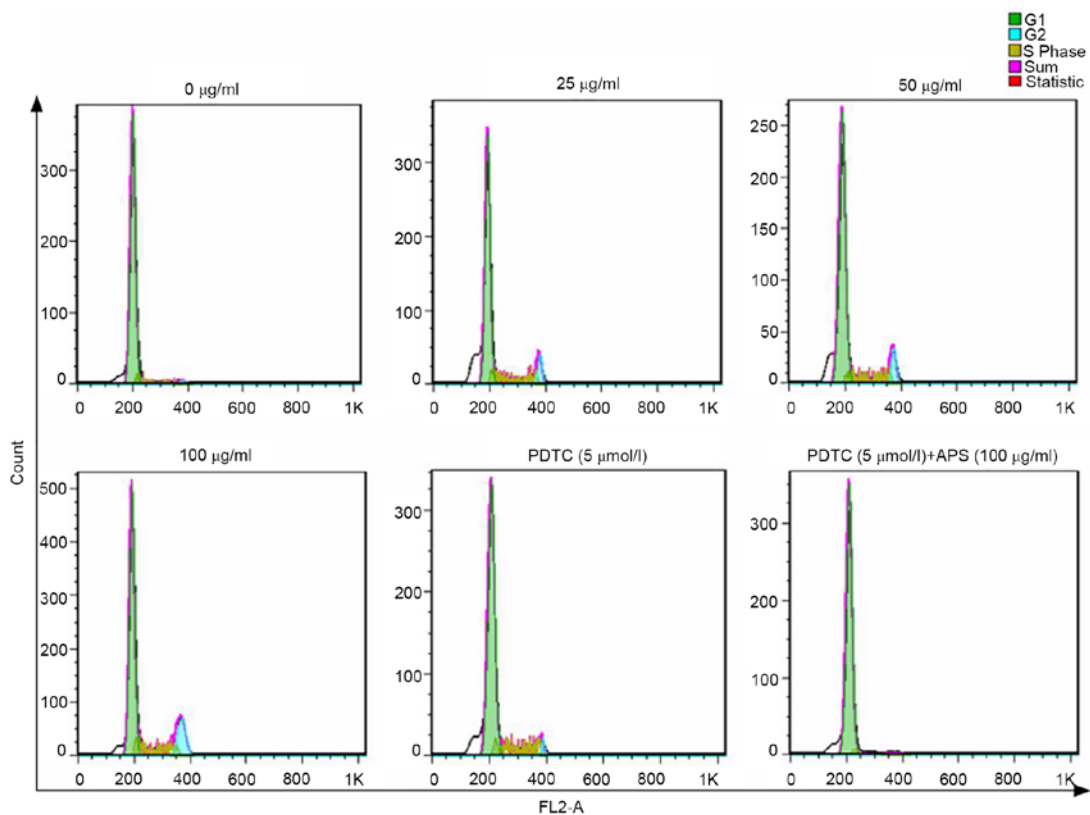 G1
G2
S Phase
Sum
Statistic
0 μg/ml
25 μg/ml
50 μg/ml
300
200
100
0
0 200 400 600 800 1K
300
200
100
0
0 200 400 600 800 1K
250
200
150
100
50
0
0 200 400 600 800 1K
Count
100 μg/ml
PDTC (5 μmol/l)
PDTC (5 μmol/l)+APS (100 μg/ml)
500
400
300
200
100
0
0 200 400 600 800 1K
300
200
100
0
0 200 400 600 800 1K
300
200
100
0
0 200 400 600 800 1K
FL2-A